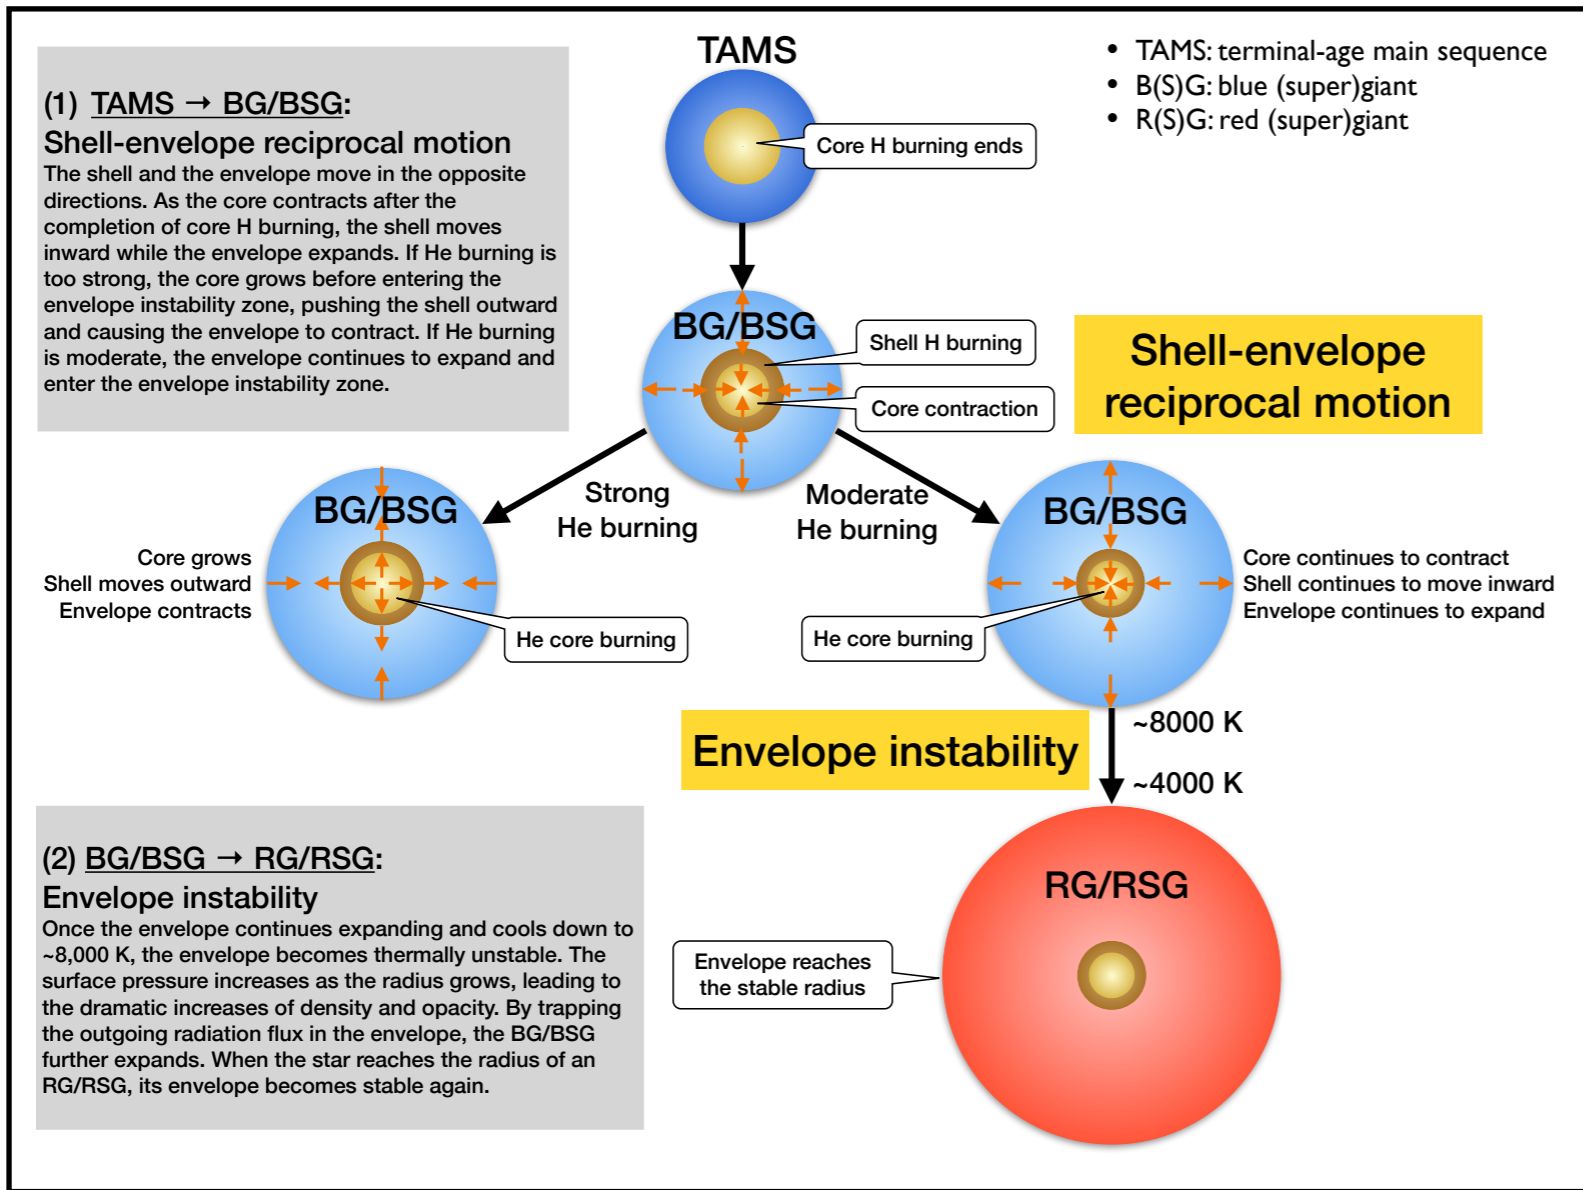 TAMS
• TAMS: terminal-age main sequence
• B(S)G: blue (super)giant
• R(S)G: red (super)giant
(1) TAMS → BG/BSG:
Shell-envelope reciprocal motion
The shell and the envelope move in the opposite
directions. As the core contracts after the
completion of core H burning, the shell moves
inward while the envelope expands. If He burning is
too strong, the core grows before entering the
envelope instability zone, pushing the shell outward
and causing the envelope to contract. If He burning
is moderate, the envelope continues to expand and
enter the envelope instability zone.
Core H burning ends
BG/BSG
Shell H burning
Core contraction
Shell-envelope
reciprocal motion
Strong
He burning
Moderate
He burning
BG/BSG
Core grows
Shell moves outward
Envelope contracts
He core burning
BG/BSG
Core continues to contract
Shell continues to move inward
Envelope continues to expand
He core burning
Envelope instability
~8000 K
~4000 K
(2) BG/BSG → RG/RSG:
Envelope instability
Once the envelope continues expanding and cools down to
~8,000 K, the envelope becomes thermally unstable. The
surface pressure increases as the radius grows, leading to
the dramatic increases of density and opacity. By trapping
the outgoing radiation flux in the envelope, the BG/BSG
further expands. When the star reaches the radius of an
RG/RSG, its envelope becomes stable again.
RG/RSG
Envelope reaches
the stable radius